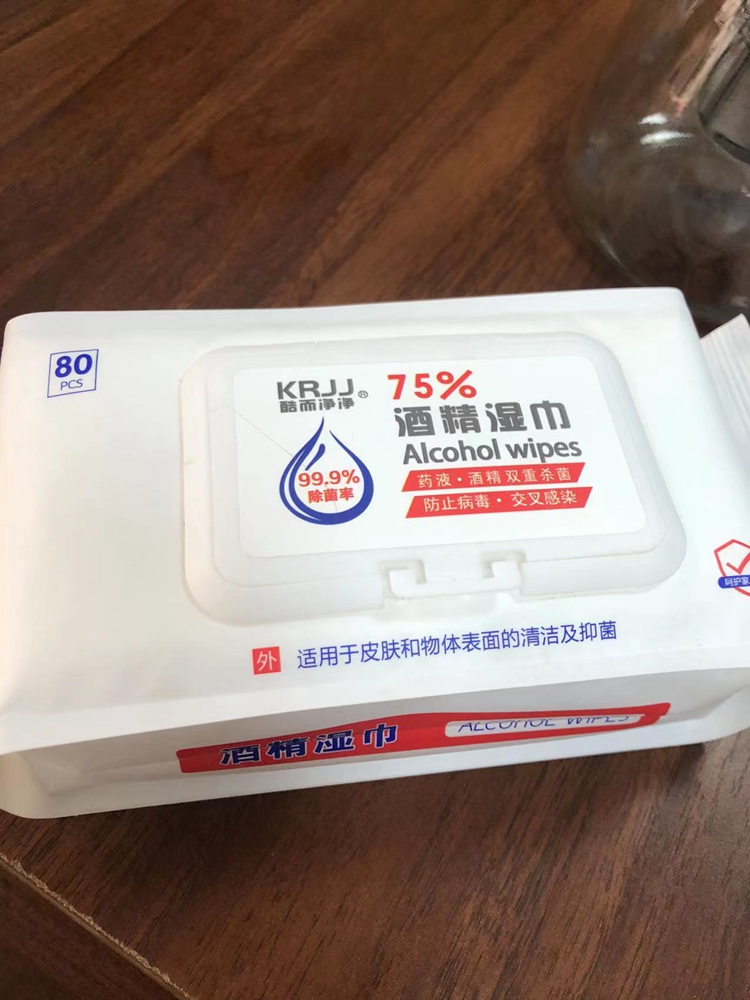 80
PCS
KRJJ®
酷而净净
75%
酒精湿巾
Alcohol wipes
99.9%
除菌率
药液·酒精双重杀菌
防止病毒·交叉感染
呵护家
外 适用于皮肤和物体表面的清洁及抑菌
酒精湿巾 ALCOHOL WIPES